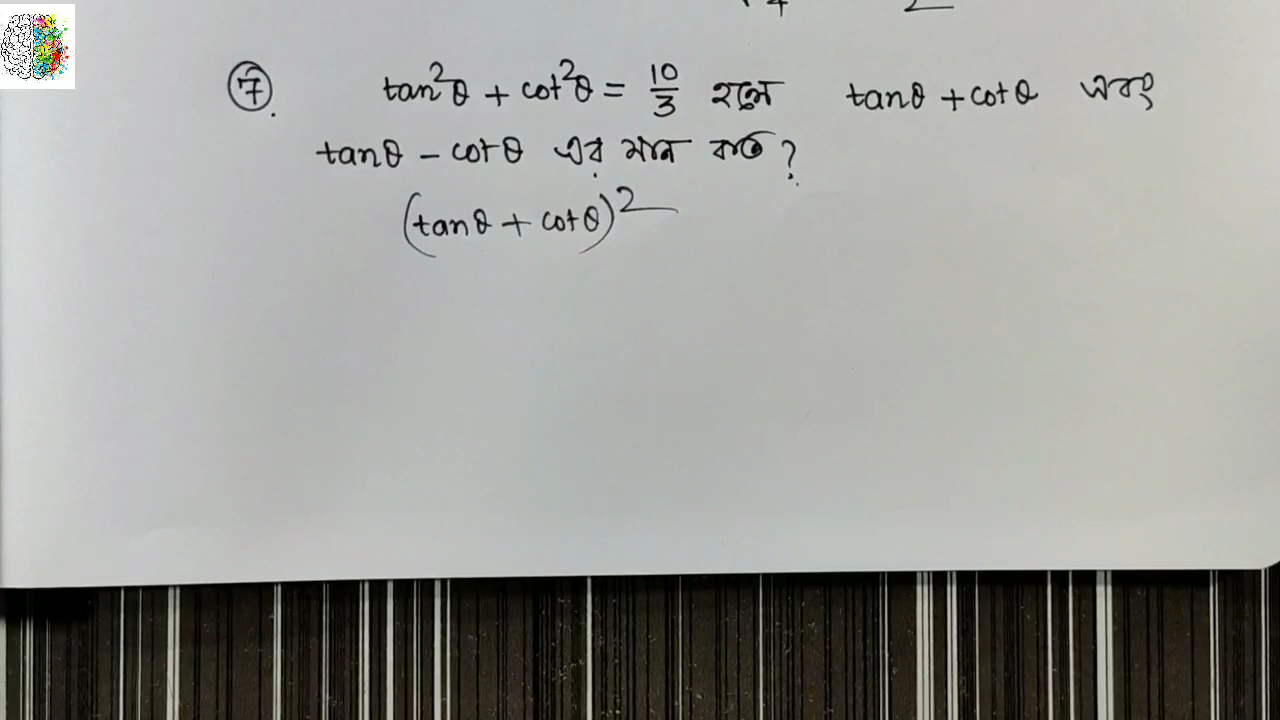 7. tan²θ + cot²θ = 10/3 হলে tanθ + cotθ এবং
tanθ - cotθ এর মান কত?
(tanθ + cotθ)²